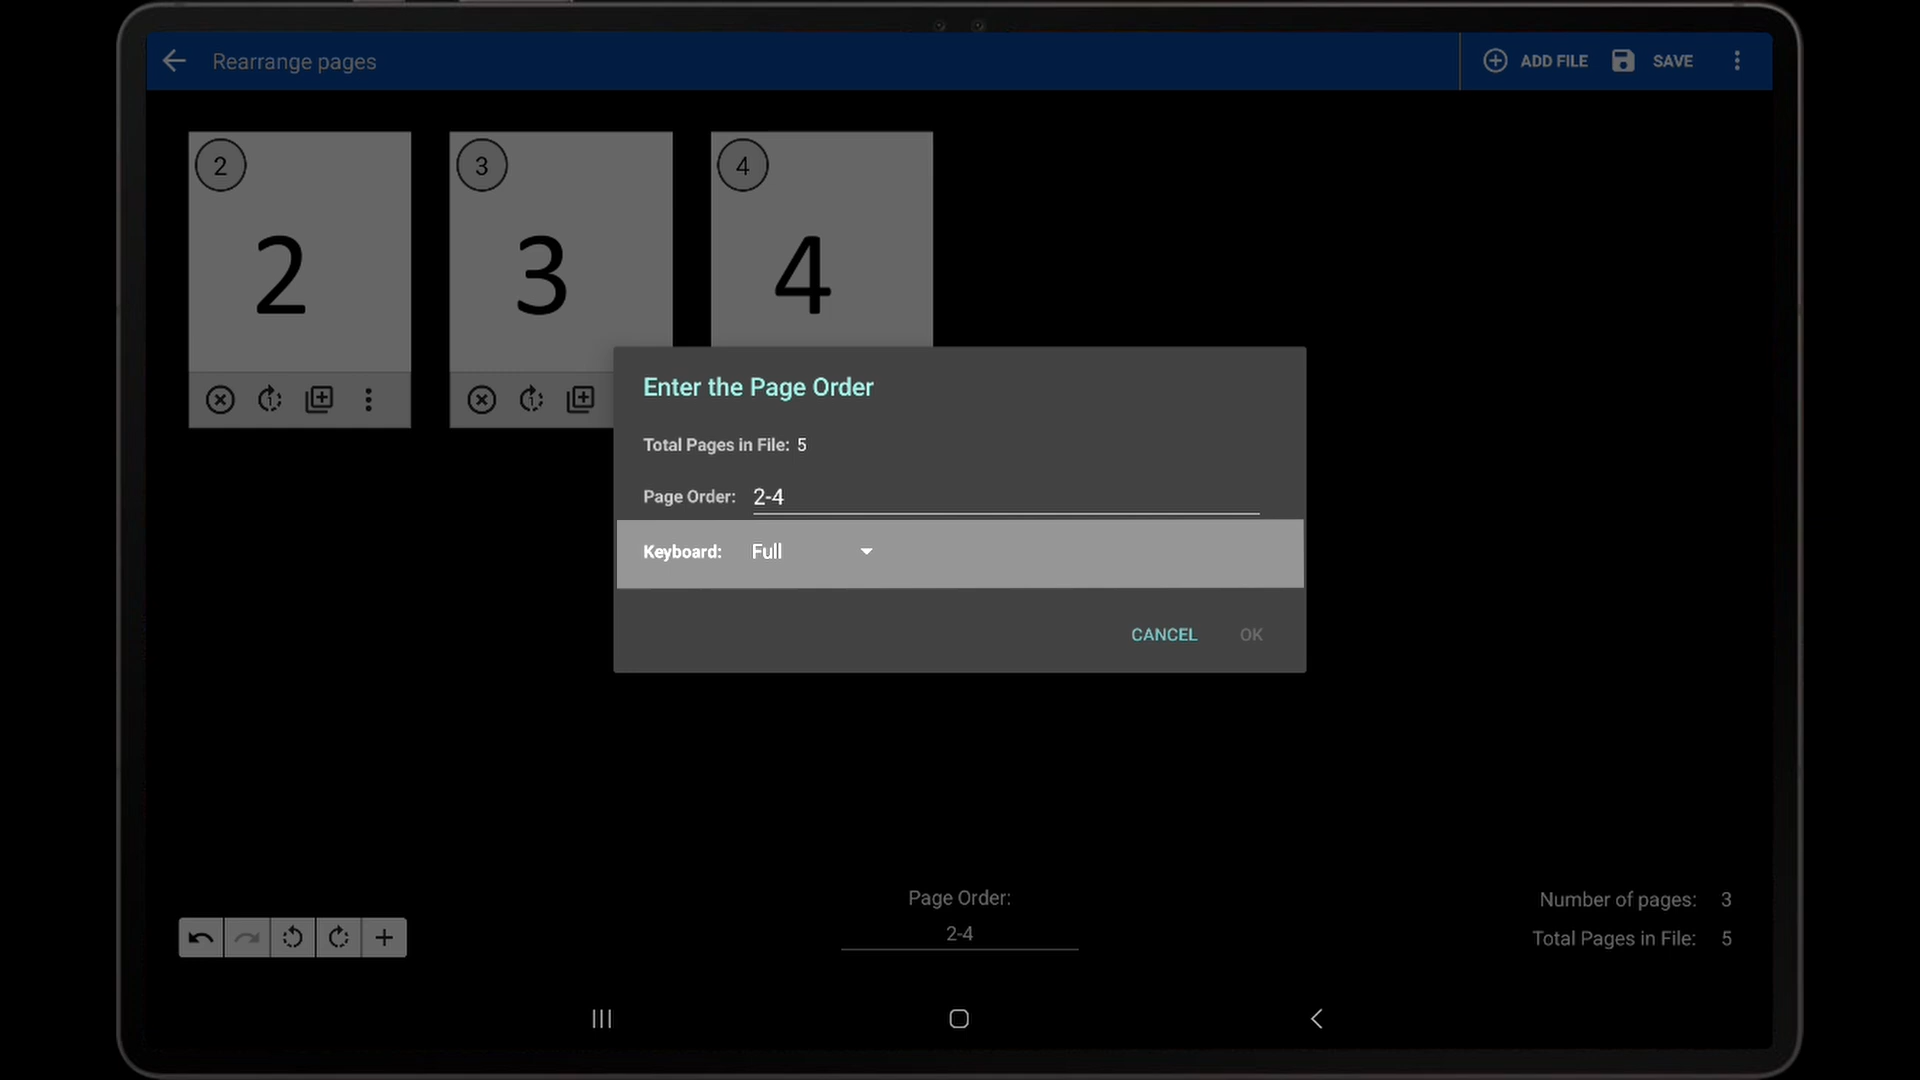 Rearrange pages
ADD FILE
SAVE
2
3
4
2
3
4
1
1
Enter the Page Order
Total Pages in File: 5
Page Order: 2-4
Keyboard: Full
CANCEL
OK
Page Order:
2-4
Number of pages: 3
Total Pages in File: 5